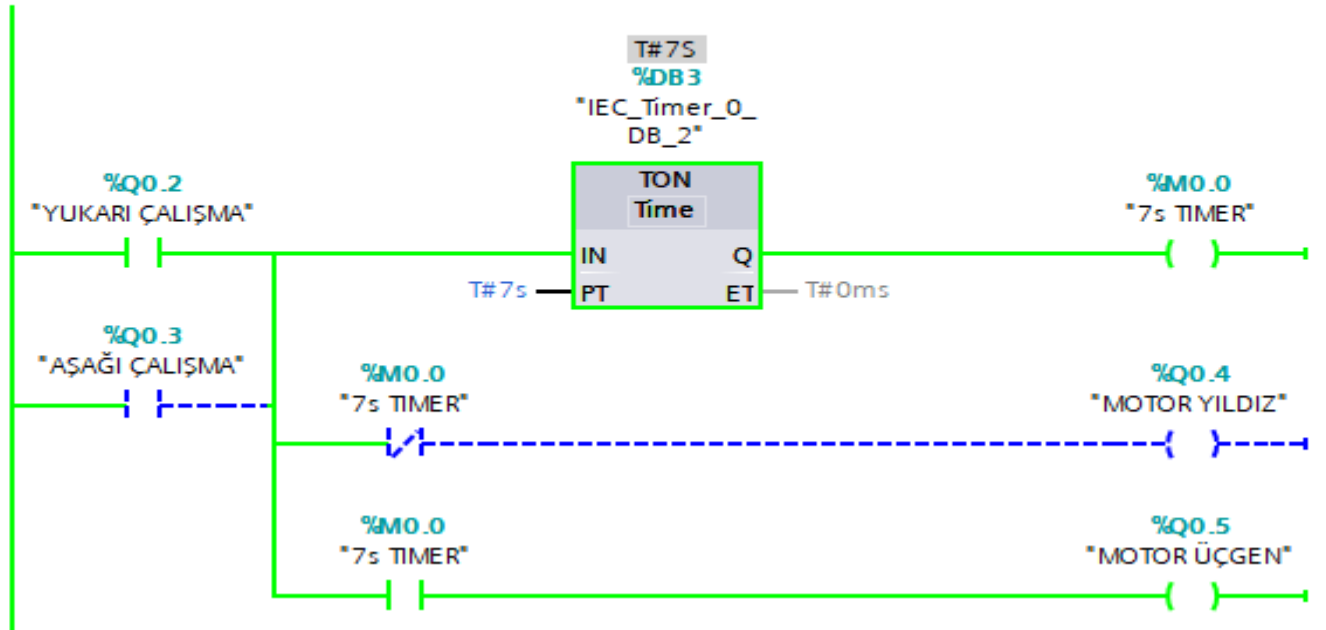 T#7S
%DB3
"IEC_Timer_0_
DB_2"
TON
Time
%Q0.2
"YUKARI ÇALIŞMA"
%M0.0
"7s TIMER"
IN
Q
T#7s
PT
ET
T#0ms
%Q0.3
"AŞAĞI ÇALIŞMA"
%M0.0
"7s TIMER"
%Q0.4
"MOTOR YILDIZ"
%M0.0
"7s TIMER"
%Q0.5
"MOTOR ÜÇGEN"